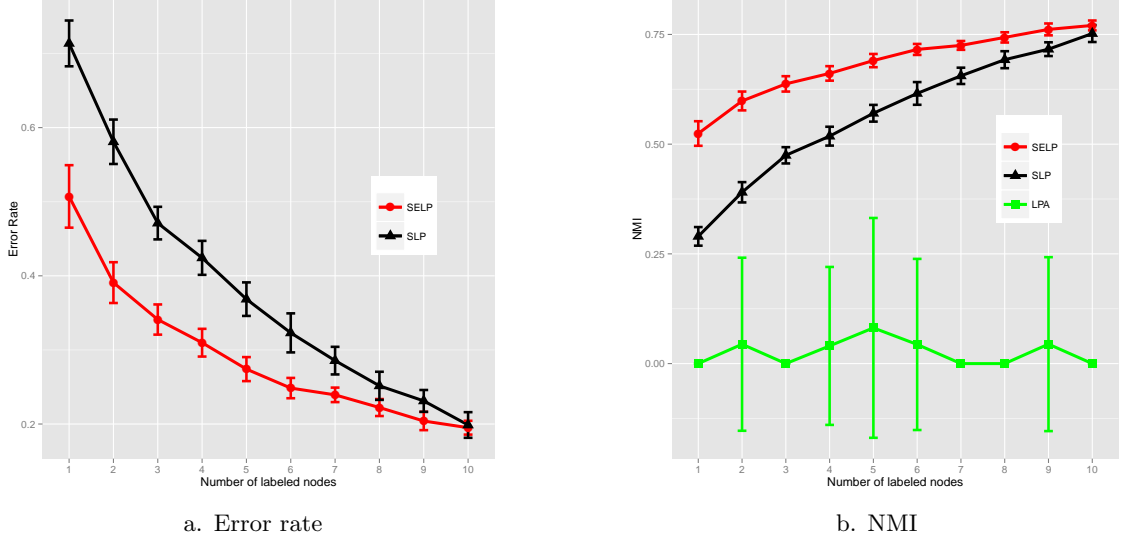 Error Rate
0.6
0.4
0.2
1 2 3 4 5 6 7 8 9 10
Number of labeled nodes
SELP
SLP
a. Error rate
NMI
0.75
0.50
0.25
0.00
1 2 3 4 5 6 7 8 9 10
Number of labeled nodes
SELP
SLP
LPA
b. NMI